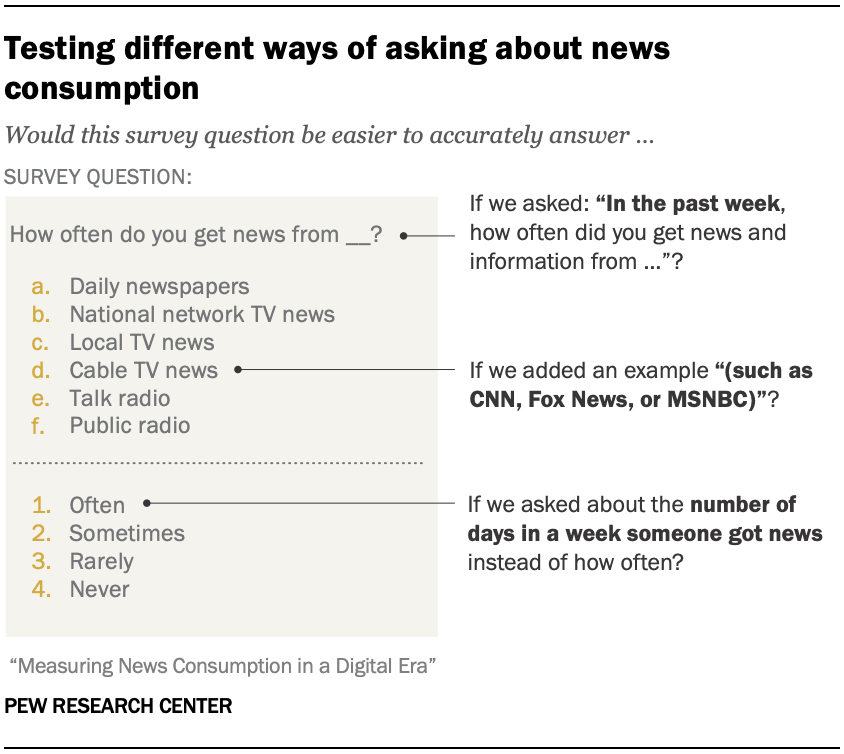 Testing different ways of asking about news
consumption
Would this survey question be easier to accurately answer ...
SURVEY QUESTION:
How often do you get news from __?
If we asked: “In the past week,
how often did you get news and
information from ...”?
a. Daily newspapers
b. National network TV news
c. Local TV news
d. Cable TV news
e. Talk radio
f. Public radio
If we added an example “(such as
CNN, Fox News, or MSNBC)”?
1. Often
2. Sometimes
3. Rarely
4. Never
If we asked about the number of
days in a week someone got news
instead of how often?
“Measuring News Consumption in a Digital Era”
PEW RESEARCH CENTER